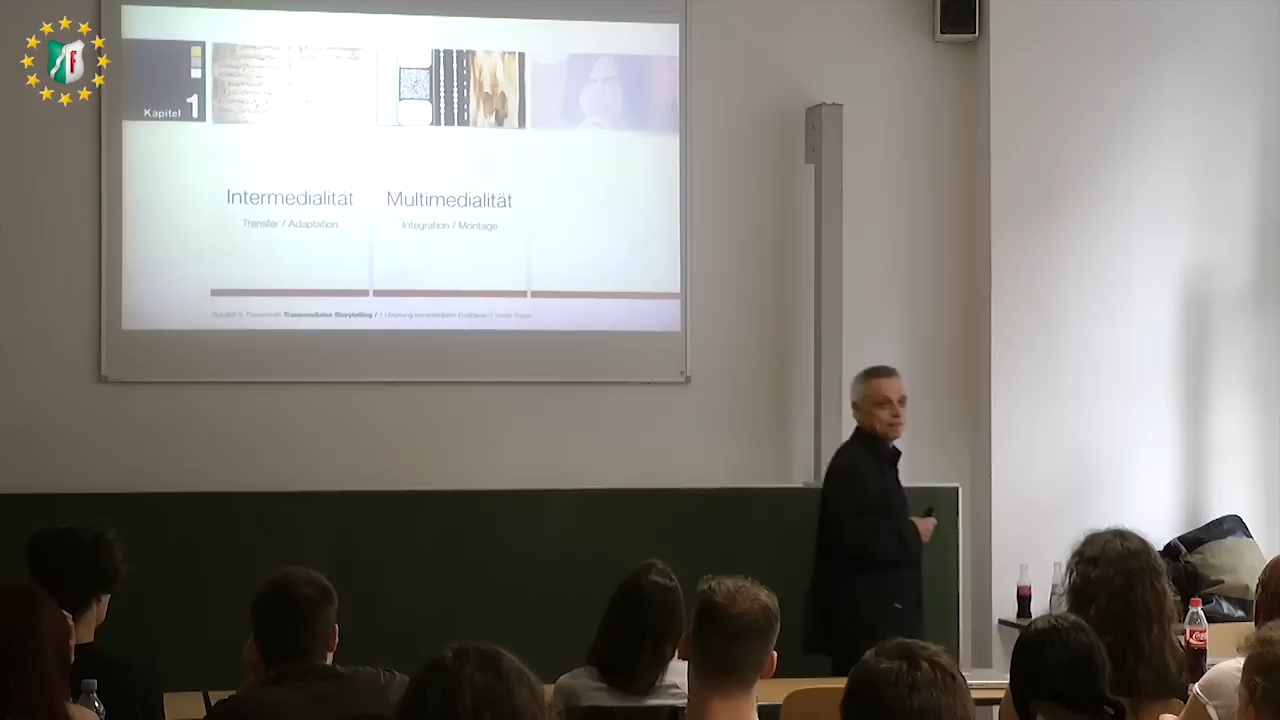 Kapitel 1
Intermedialität
Multimedialität
Transfer / Adaptation
Integration / Montage
Transmediales Storytelling /